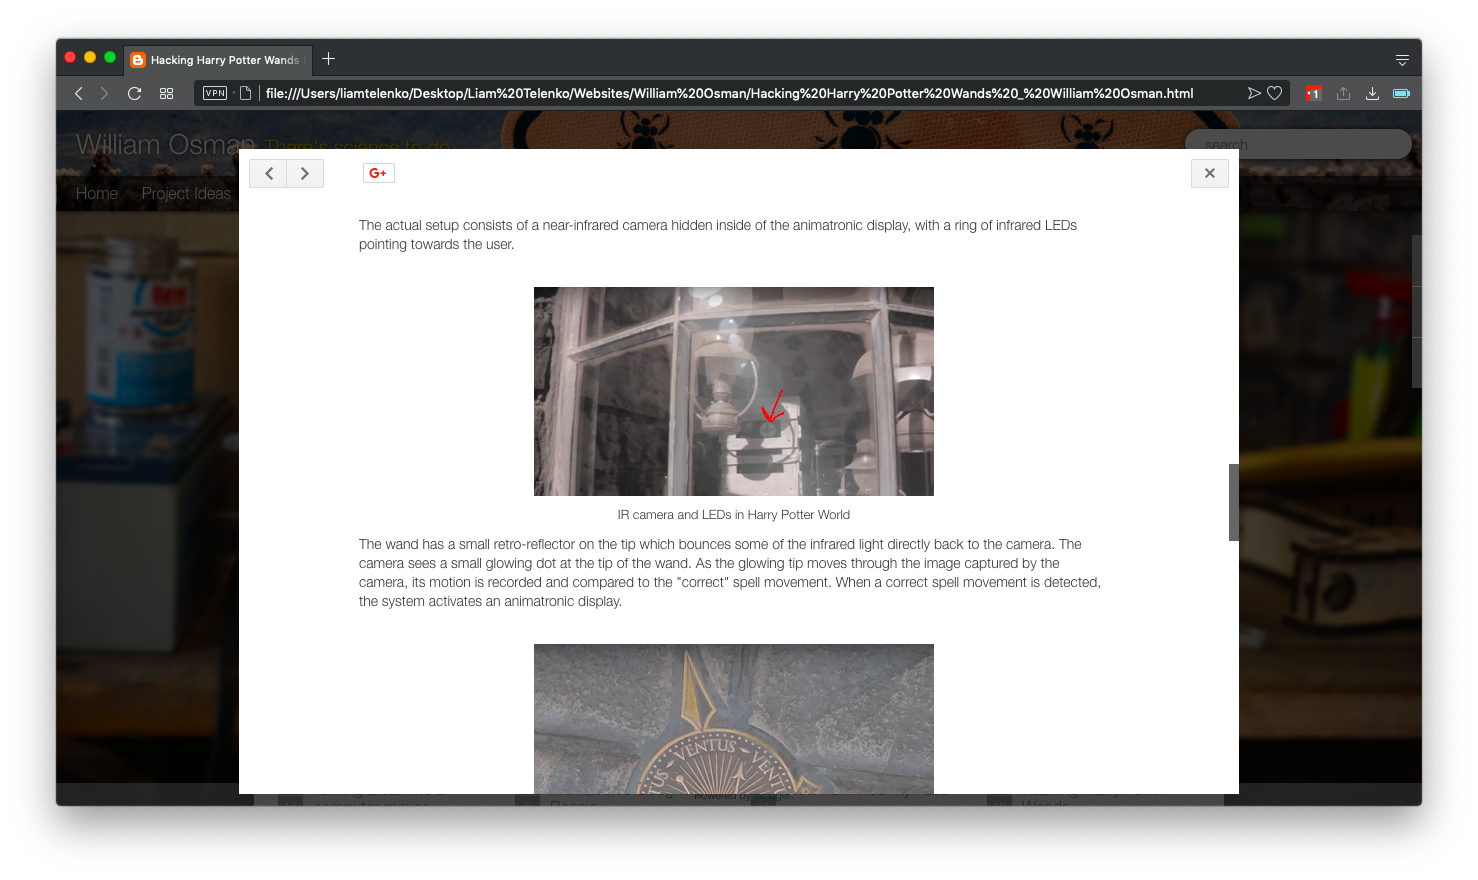 Hacking Harry Potter Wands
VPN
file:///Users/liamtelenko/Desktop/Liam%20Telenko/Websites/William%20Osman/Hacking%20Harry%20Potter%20Wands%20_%20William%20Osman.html
1
William Osman There's science to do
search
G+
Home Project Ideas
The actual setup consists of a near-infrared camera hidden inside of the animatronic display, with a ring of infrared LEDs
pointing towards the user.
IR camera and LEDs in Harry Potter World
The wand has a small retro-reflector on the tip which bounces some of the infrared light directly back to the camera. The
camera sees a small glowing dot at the tip of the wand. As the glowing tip moves through the image captured by the
camera, its motion is recorded and compared to the "correct" spell movement. When a correct spell movement is detected,
the system activates an animatronic display.
VENTUS
Powered by